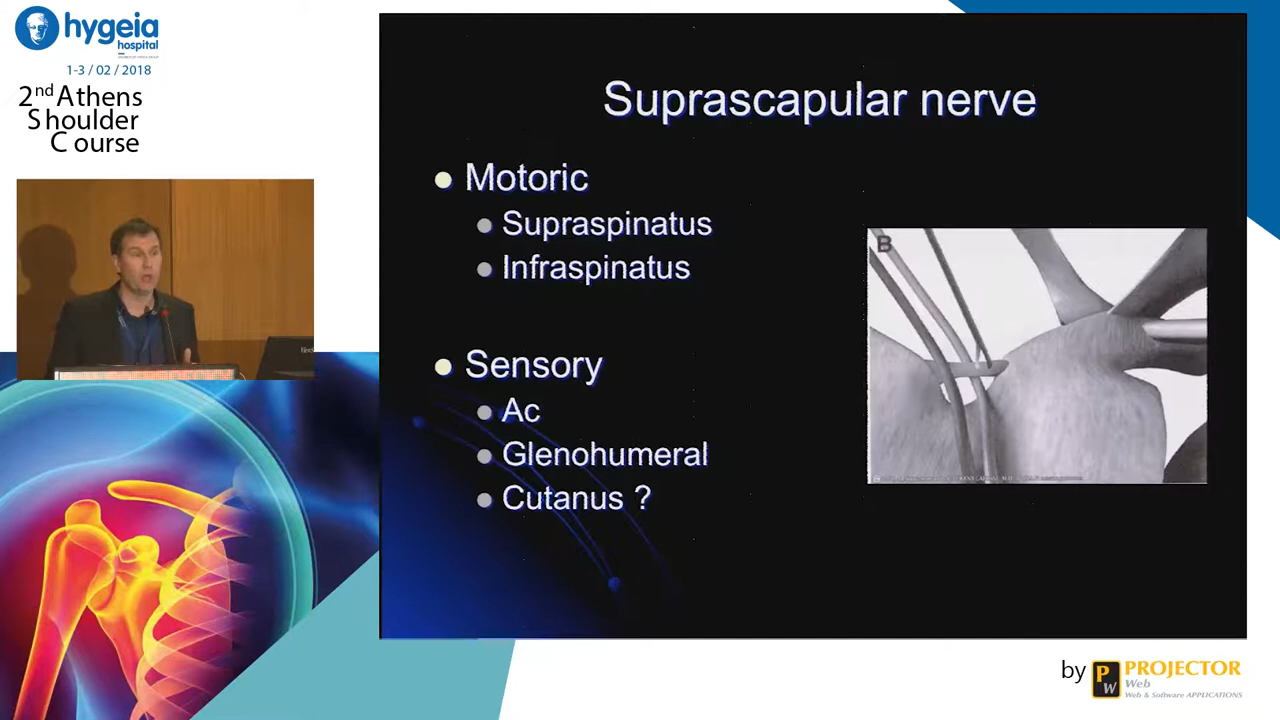 hygeia
hospital
1-3 / 02 / 2018
2nd Athens
Shoulder
Course
Suprascapular nerve
Motoric
Supraspinatus
Infraspinatus
Sensory
Ac
Glenohumeral
Cutanus ?
B
by PW PROJECTOR
Web
Web & Software APPLICATIONS